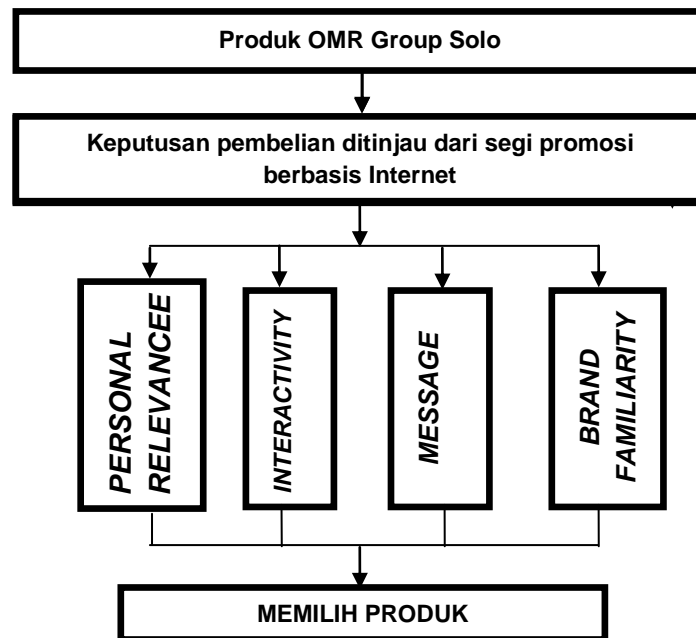 Produk OMR Group Solo
Keputusan pembelian ditinjau dari segi promosi
berbasis Internet
PERSONAL
RELEVANCEE
INTERACTIVITY
MESSAGE
BRAND
FAMILIARITY
MEMILIH PRODUK